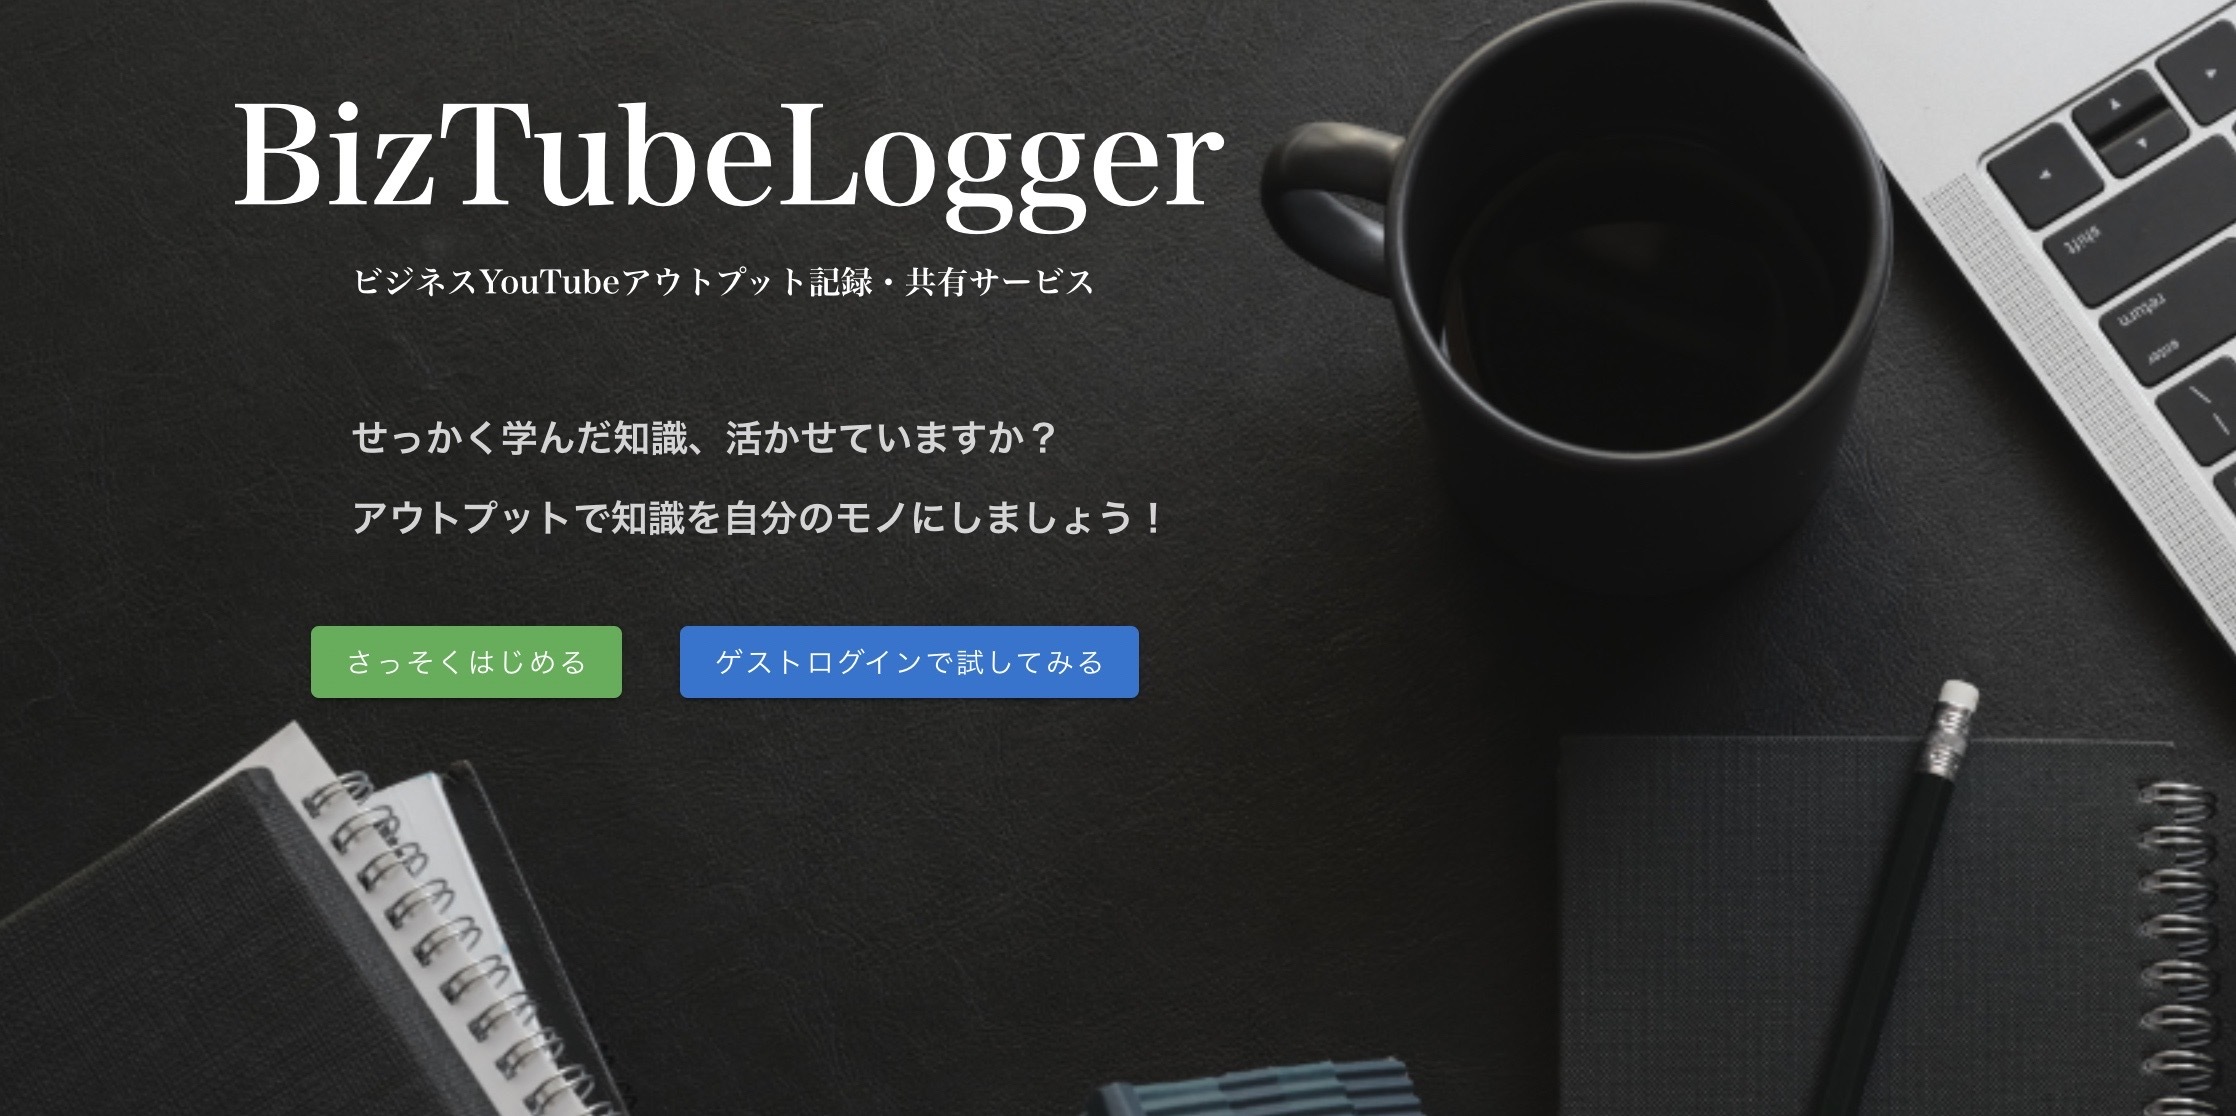 BizTubeLogger
ビジネスYouTubeアウトプット記録・共有サービス
せっかく学んだ知識、活かせていますか？
アウトプットで知識を自分のモノにしましょう！
さっそくはじめる
ゲストログインで試してみる
shift
return
enter